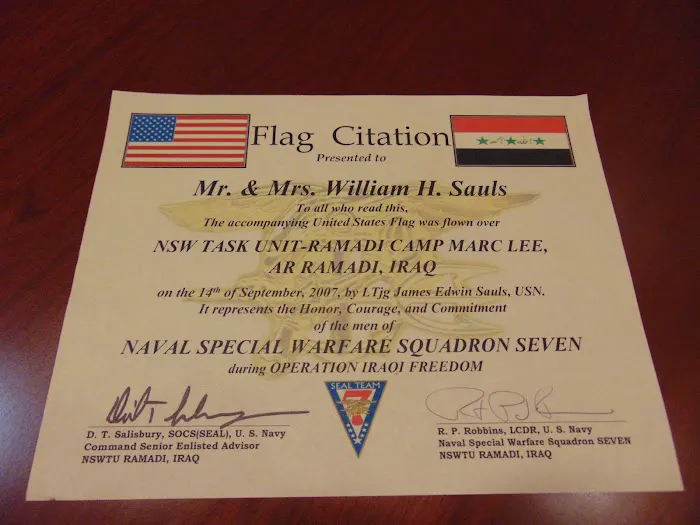 Flag Citation
Presented to
Mr. & Mrs. William H. Sauls
To all who read this,
The accompanying United States Flag was flown over
NSW TASK UNIT-RAMADI CAMP MARC LEE,
AR RAMADI, IRAQ
on the 14th of September, 2007, by LTjg James Edwin Sauls, USN.
It represents the Honor, Courage, and Commitment
of the men of
NAVAL SPECIAL WARFARE SQUADRON SEVEN
during OPERATION IRAQI FREEDOM
SEAL TEAM
7
D. T. Salisbury, SOCS(SEAL), U. S. Navy
Command Senior Enlisted Advisor
NSWTU RAMADI, IRAQ
R. P. Robbins, LCDR, U. S. Navy
Naval Special Warfare Squadron SEVEN
NSWTU RAMADI, IRAQ